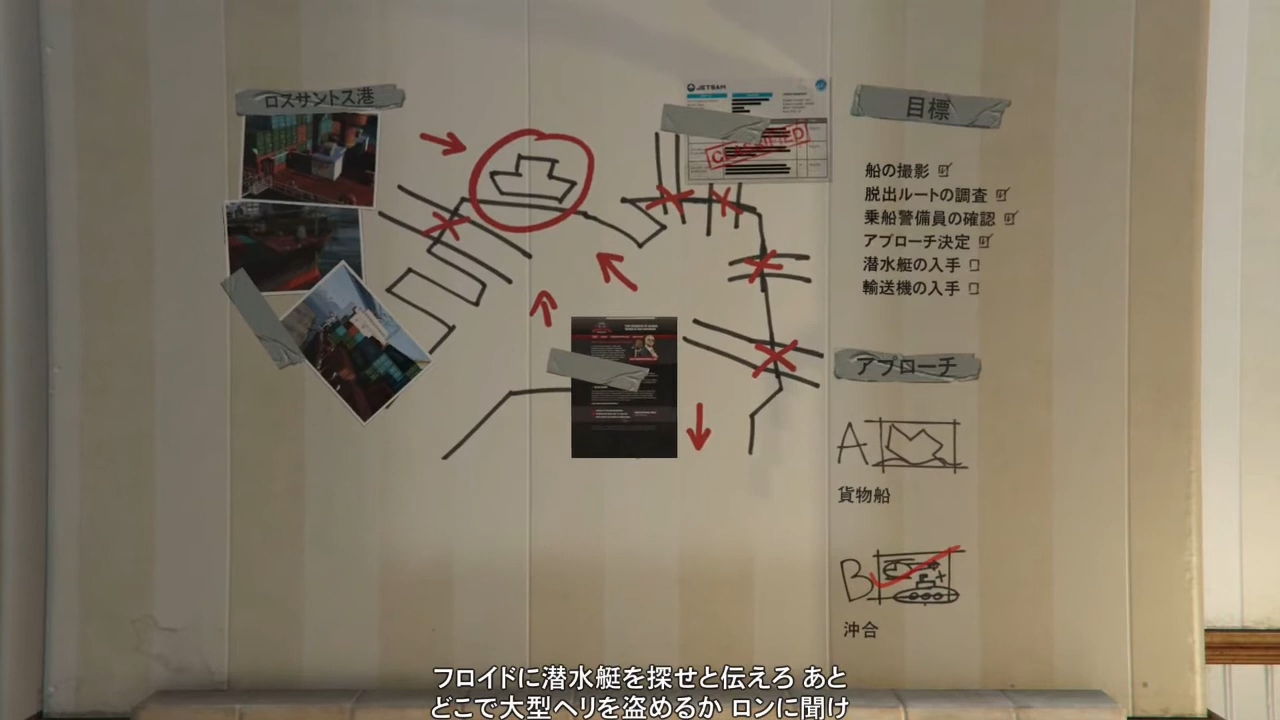 ロスサントス港
JETSAM
CLASSIFIED
目標
船の撮影
脱出ルートの調査
乗船警備員の確認
アプローチ決定
潜水艇の入手
輸送機の入手
アプローチ
A
貨物船
B
沖合
フロイドに潜水艇を探せと伝えろ あと
どこで大型ヘリを盗めるか ロンに聞け